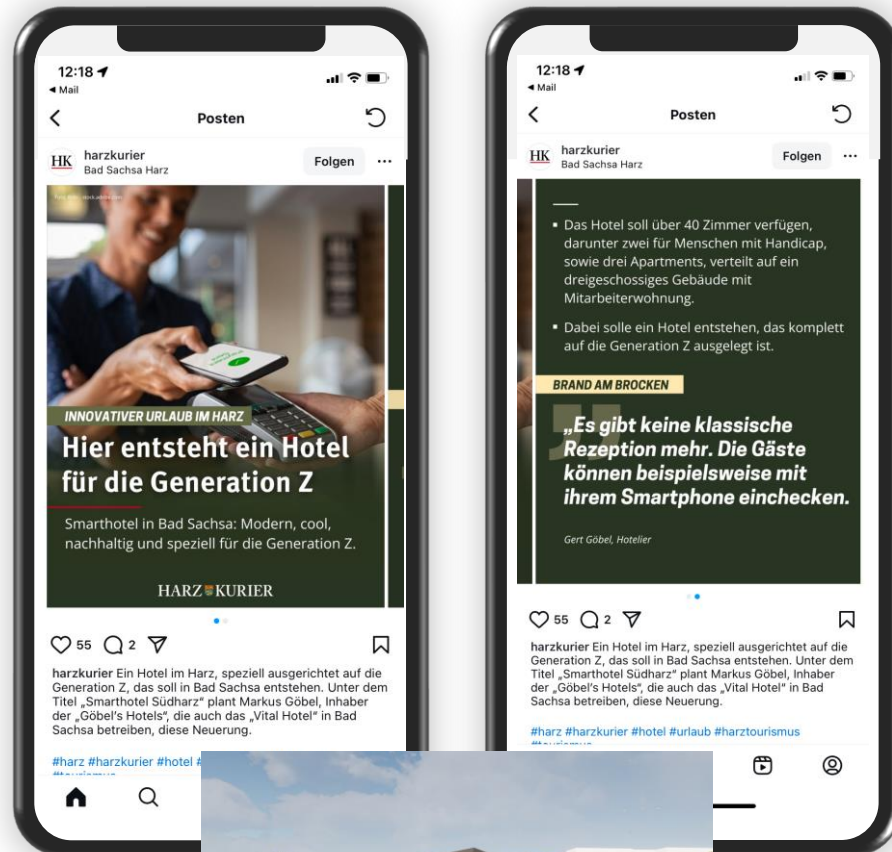 12:18
◀ Mail
Posten
HK
harzkurier
Bad Sachsa Harz
Folgen
INNOVATIVER URLAUB IM HARZ
Hier entsteht ein Hotel
für die Generation Z
Smarthotel in Bad Sachsa: Modern, cool,
nachhaltig und speziell für die Generation Z.
HARZ KURIER
55 2
harzkurier Ein Hotel im Harz, speziell ausgerichtet auf die
Generation Z, das soll in Bad Sachsa entstehen. Unter dem
Titel „Smarthotel Südharz" plant Markus Göbel, Inhaber
der „Göbel's Hotels", die auch das „Vital Hotel" in Bad
Sachsa betreiben, diese Neuerung.
#harz #harzkurier #hotel
12:18
◀ Mail
Posten
HK
harzkurier
Bad Sachsa Harz
Folgen
▪ Das Hotel soll über 40 Zimmer verfügen,
darunter zwei für Menschen mit Handicap,
sowie drei Apartments, verteilt auf ein
dreigeschossiges Gebäude mit
Mitarbeiterwohnung.
▪ Dabei solle ein Hotel entstehen, das komplett
auf die Generation Z ausgelegt ist.
BRAND AM BROCKEN
„Es gibt keine klassische
Rezeption mehr. Die Gäste
können beispielsweise mit
ihrem Smartphone einchecken.
Gert Göbel, Hotelier
55 2
harzkurier Ein Hotel im Harz, speziell ausgerichtet auf die
Generation Z, das soll in Bad Sachsa entstehen. Unter dem
Titel „Smarthotel Südharz" plant Markus Göbel, Inhaber
der „Göbel's Hotels", die auch das „Vital Hotel" in Bad
Sachsa betreiben, diese Neuerung.
#harz #harzkurier #hotel #urlaub #harztourismus